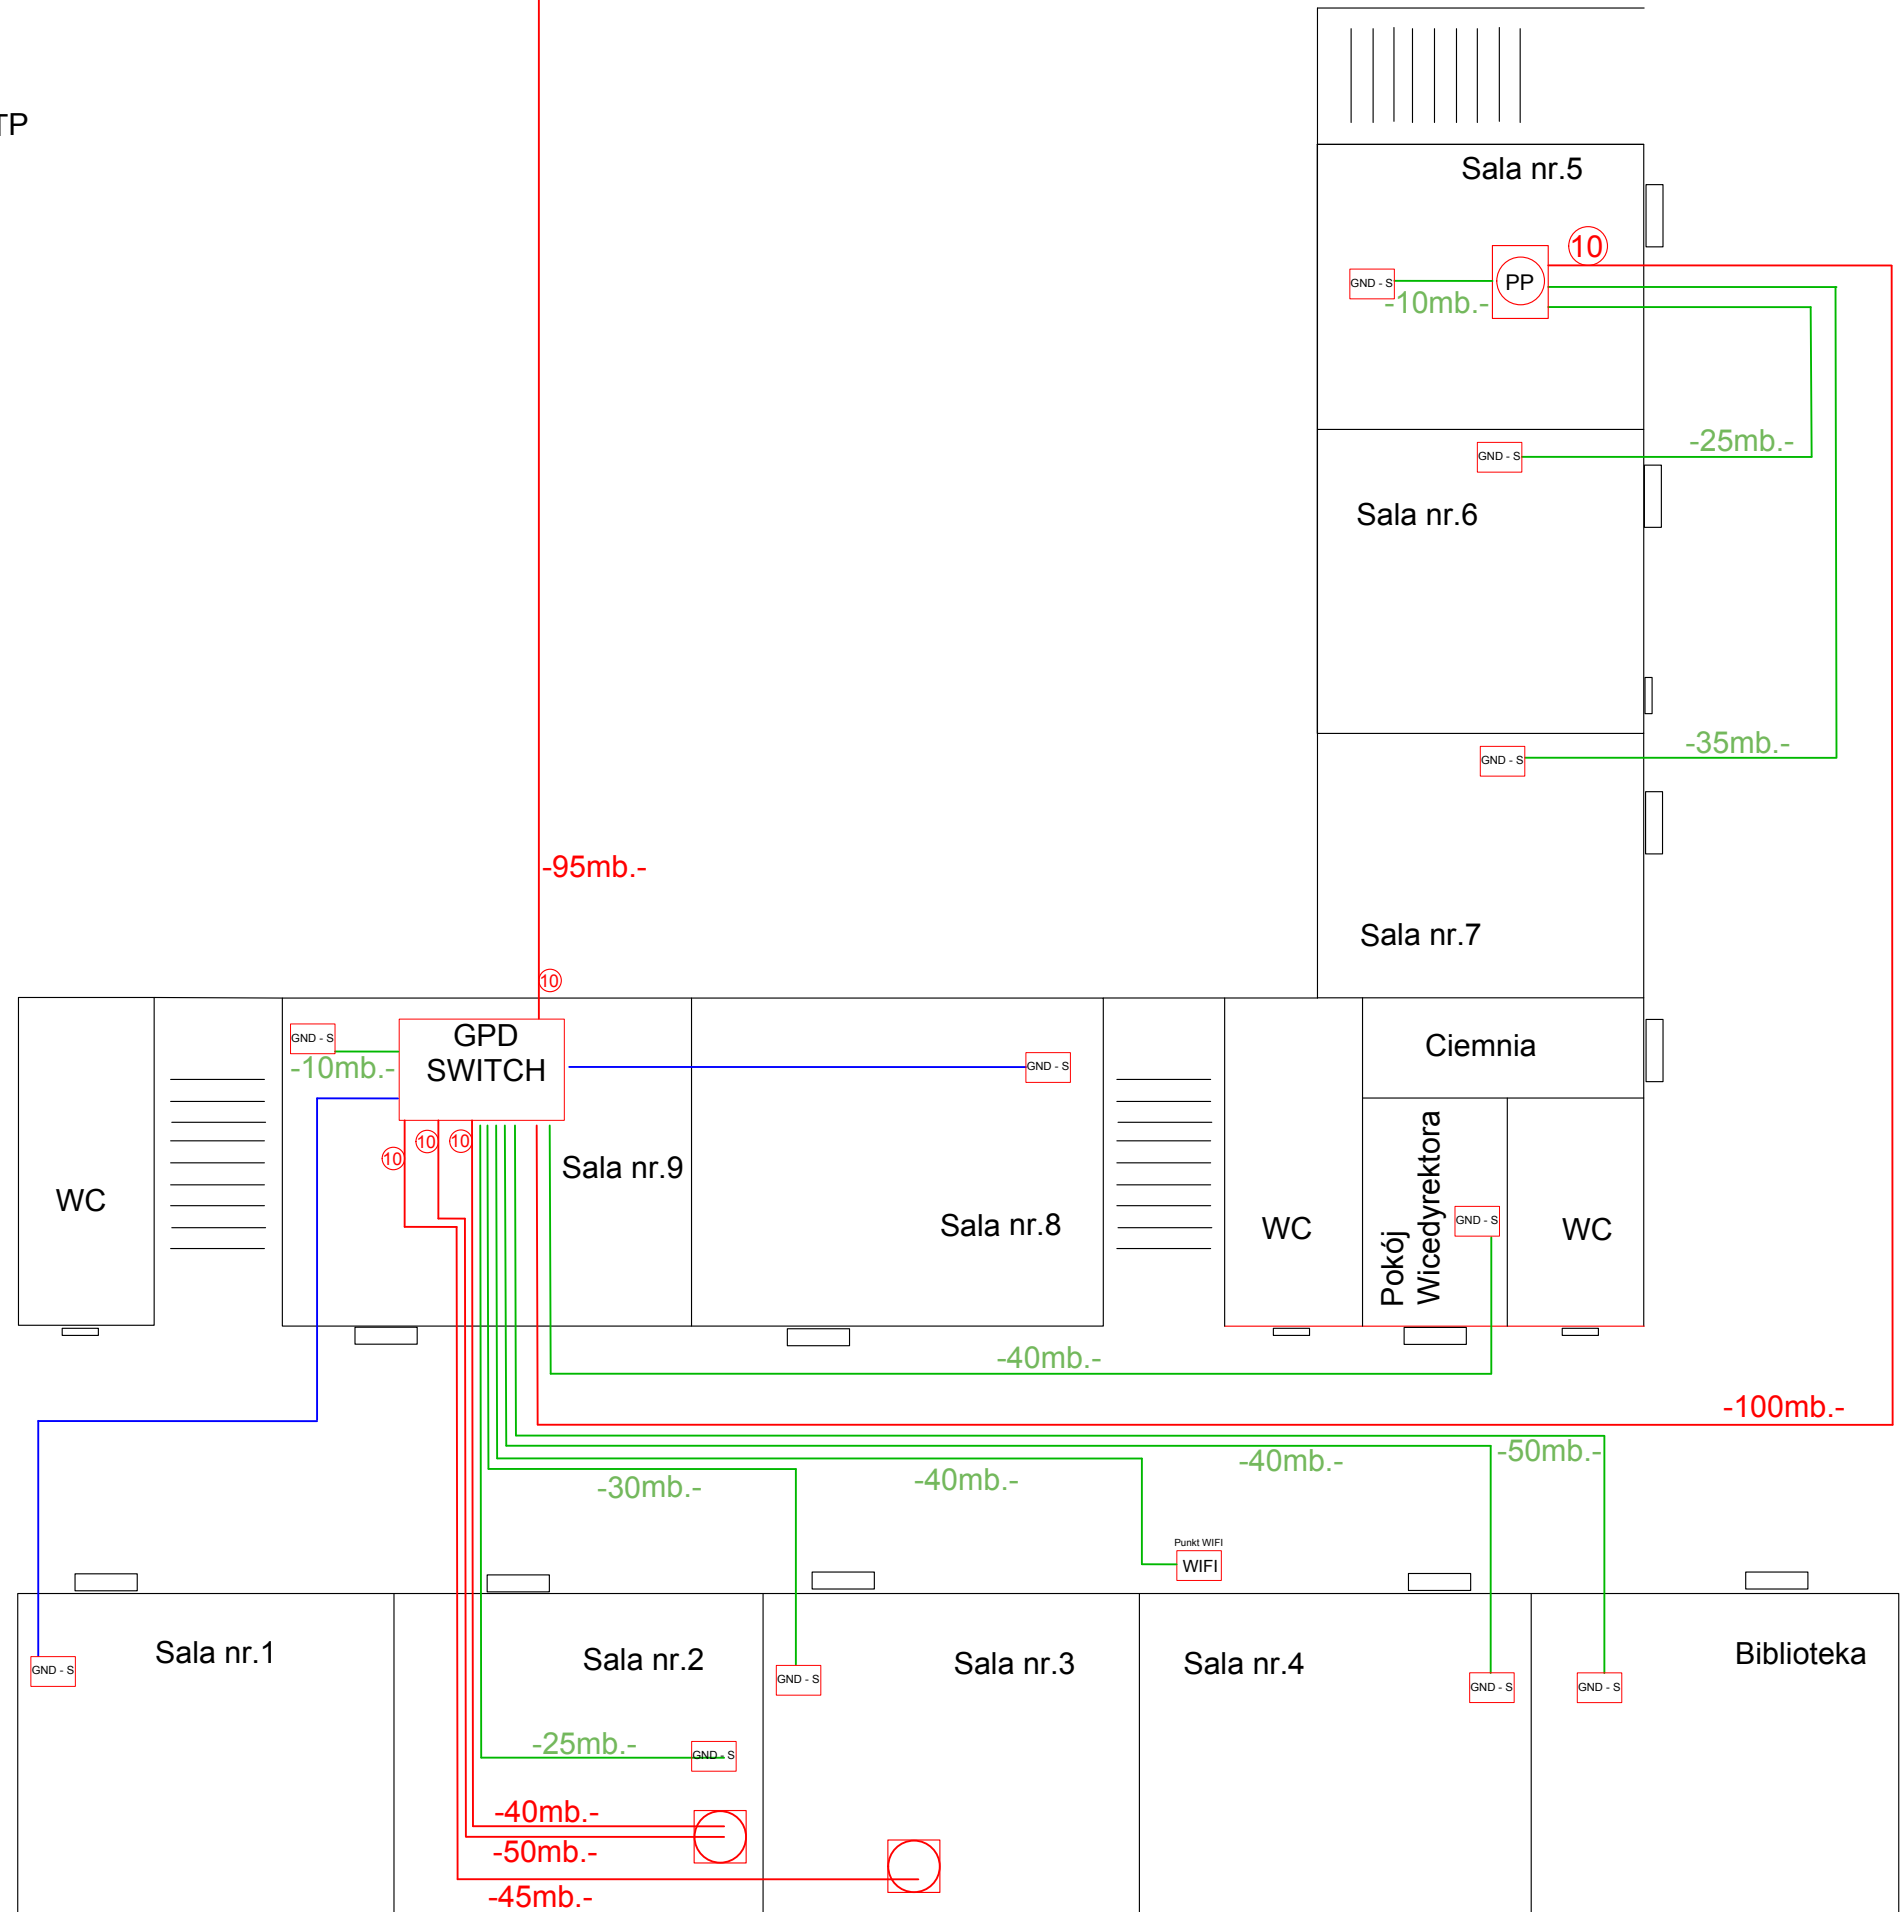 TP
Sala nr.5
10
PP
GND - S
-10mb.-
-25mb.-
GND - S
Sala nr.6
-35mb.-
GND - S
-95mb.-
Sala nr.7
10
GPD
SWITCH
GND - S
-10mb.-
GND - S
Ciemnia
10
10
10
Sala nr.9
WC
Sala nr.8
WC
Pokój
Wicedyrektora
GND - S
WC
-40mb.-
-100mb.-
-50mb.-
-40mb.-
-40mb.-
-30mb.-
Punkt WIFI
WIFI
Sala nr.1
Sala nr.2
Sala nr.3
Sala nr.4
Biblioteka
GND - S
GND - S
GND - S
GND - S
-25mb.-
GND - S
-40mb.-
-50mb.-
-45mb.-